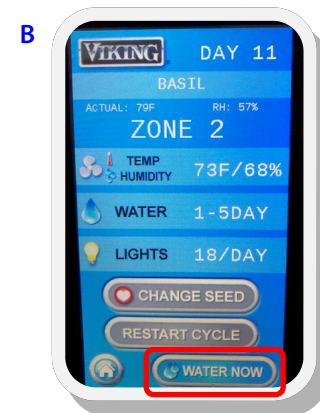 B
VIKING DAY 11
BASIL
ACTUAL: 79F RH: 57%
ZONE 2
TEMP
HUMIDITY 73F/68%
WATER 1-5DAY
LIGHTS 18/DAY
CHANGE SEED
RESTART CYCLE
WATER NOW